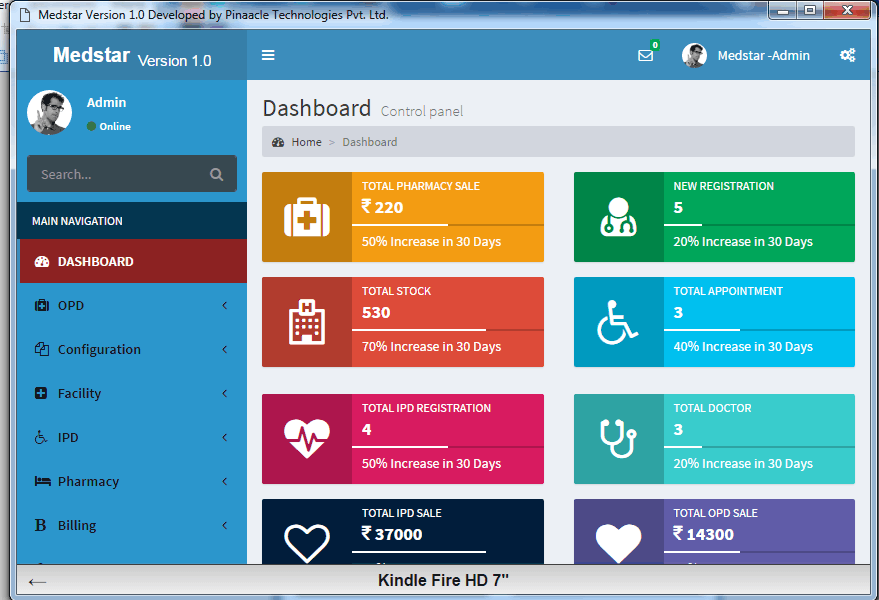 Medstar Version 1.0 Developed by Pinaacle Technologies Pvt. Ltd.
Medstar Version 1.0
0
Medstar -Admin
Admin
Online
Search...
MAIN NAVIGATION
DASHBOARD
OPD
Configuration
Facility
IPD
Pharmacy
B Billing
Dashboard Control panel
Home > Dashboard
TOTAL PHARMACY SALE
₹ 220
50% Increase in 30 Days
NEW REGISTRATION
5
20% Increase in 30 Days
H
TOTAL STOCK
530
70% Increase in 30 Days
TOTAL APPOINTMENT
3
40% Increase in 30 Days
TOTAL IPD REGISTRATION
4
50% Increase in 30 Days
TOTAL DOCTOR
3
20% Increase in 30 Days
TOTAL IPD SALE
₹ 37000
TOTAL OPD SALE
₹ 14300
Kindle Fire HD 7"